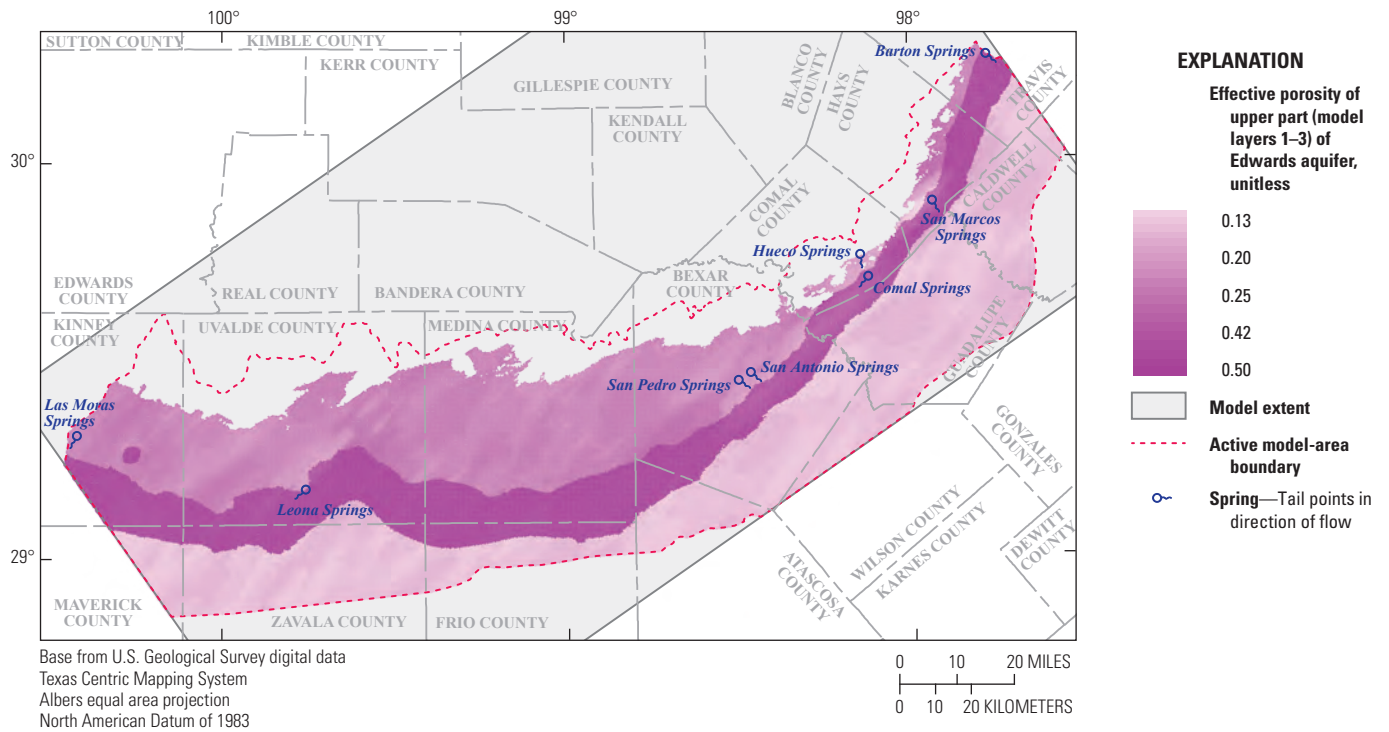 100°
99°
98°
SUTTON COUNTY
KIMBLE COUNTY
KERR COUNTY
GILLESPIE COUNTY
KENDALL
COUNTY
BLANCO
COUNTY
HAYS
COUNTY
Barton Springs
TRAVIS
COUNTY
30°
COMAL
COUNTY
CALDWELL
COUNTY
San Marcos
Springs
Hueco Springs
Comal Springs
EDWARDS
COUNTY
REAL COUNTY
BANDERA COUNTY
BEXAR
COUNTY
KINNEY
COUNTY
UVALDE COUNTY
MEDINA COUNTY
GUADALUPE
COUNTY
San Antonio Springs
San Pedro Springs
Las Moras
Springs
GONZALES
COUNTY
Leona Springs
WILSON COUNTY
KARNES COUNTY
DEWITT
COUNTY
29°
ATASCOSA
COUNTY
MAVERICK
COUNTY
ZAVALA COUNTY
FRIO COUNTY
Base from U.S. Geological Survey digital data
Texas Centric Mapping System
Albers equal area projection
North American Datum of 1983
0 10 20 MILES
0 10 20 KILOMETERS
EXPLANATION
Effective porosity of
upper part (model
layers 1–3) of
Edwards aquifer,
unitless
0.13
0.20
0.25
0.42
0.50
Model extent
Active model-area
boundary
Spring—Tail points in
direction of flow